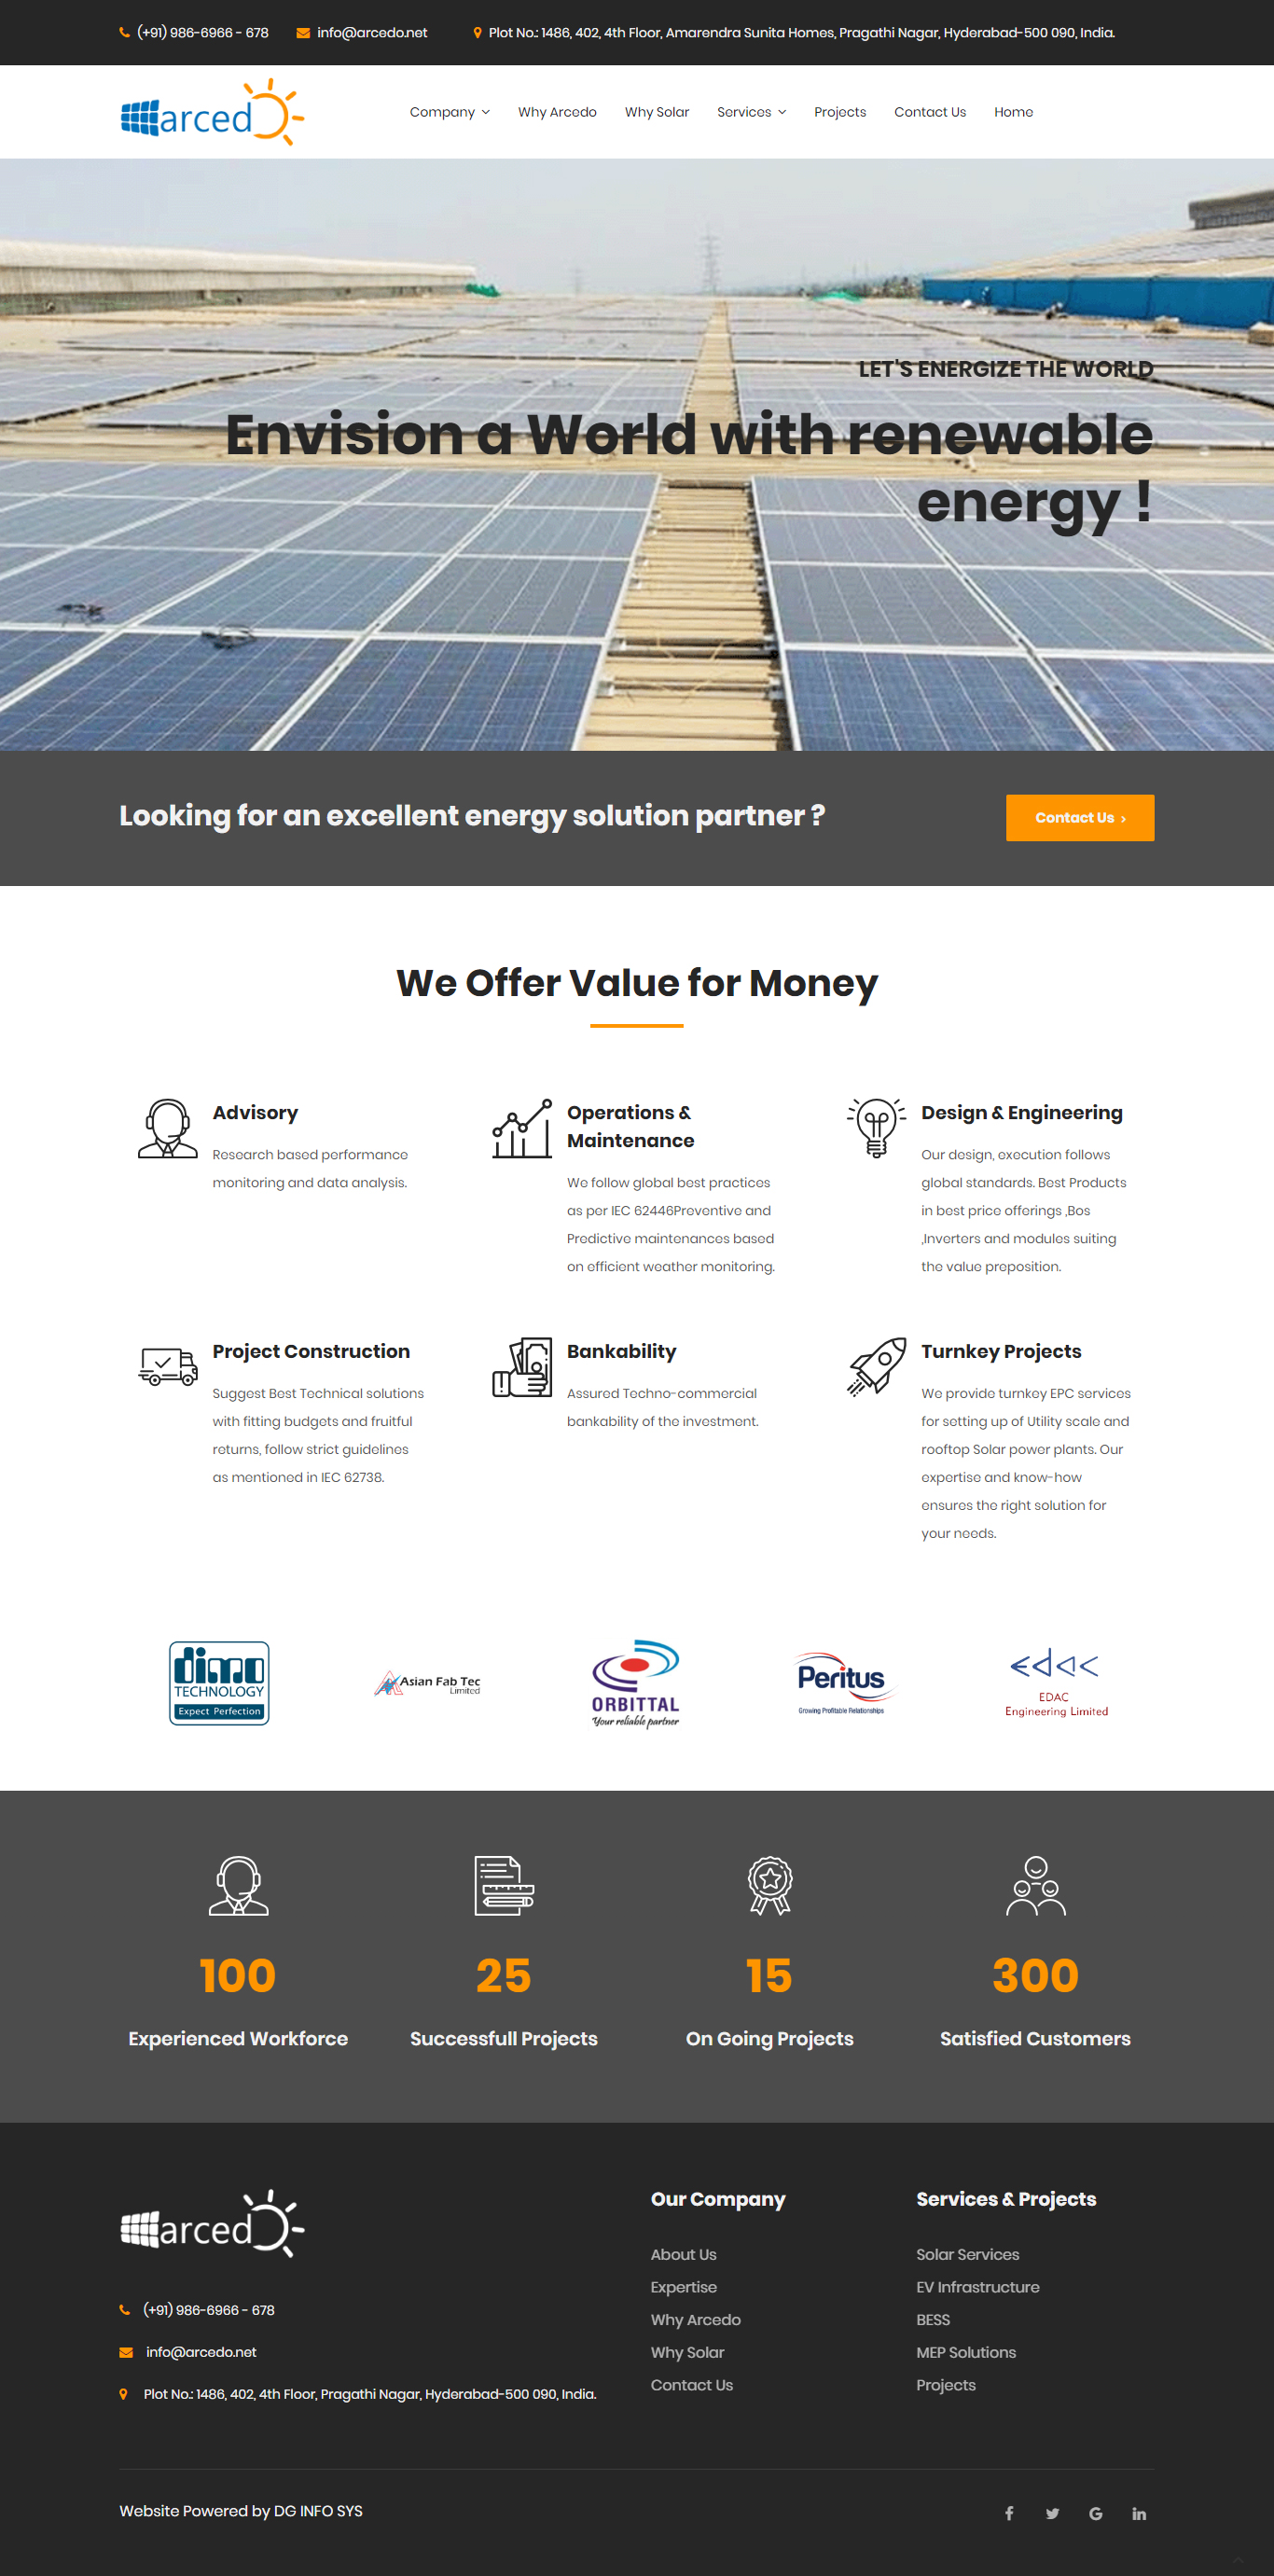 (+91) 986-6966 - 678 info@arcedo.net Plot No.: 1486, 402, 4th Floor, Amarendra Sunita Homes, Pragathi Nagar, Hyderabad-500 090, India.
arced
Company Why Arcedo Why Solar Services Projects Contact Us Home
LET'S ENERGIZE THE WORLD
Envision a World with renewable
energy !
Looking for an excellent energy solution partner ?
Contact Us ›
We Offer Value for Money
Advisory
Research based performance
monitoring and data analysis.
Operations &
Maintenance
We follow global best practices
as per IEC 62446Preventive and
Predictive maintenances based
on efficient weather monitoring.
Design & Engineering
Our design, execution follows
global standards. Best Products
in best price offerings ,Bos
,Inverters and modules suiting
the value preposition.
Project Construction
Suggest Best Technical solutions
with fitting budgets and fruitful
returns, follow strict guidelines
as mentioned in IEC 62738.
Bankability
Assured Techno-commercial
bankability of the investment.
Turnkey Projects
We provide turnkey EPC services
for setting up of Utility scale and
rooftop Solar power plants. Our
expertise and know-how
ensures the right solution for
your needs.
dimo
TECHNOLOGY
Expect Perfection
Asian Fab Tec
Limited
ORBITTAL
Your reliable partner
Peritus
Growing Profitable Relationships
EDAC
EDAC
Engineering Limited
100
Experienced Workforce
25
Successfull Projects
15
On Going Projects
300
Satisfied Customers
arced
(+91) 986-6966 - 678
info@arcedo.net
Plot No.: 1486, 402, 4th Floor, Pragathi Nagar, Hyderabad-500 090, India.
Our Company
About Us
Expertise
Why Arcedo
Why Solar
Contact Us
Services & Projects
Solar Services
EV Infrastructure
BESS
MEP Solutions
Projects
Website Powered by DG INFO SYS